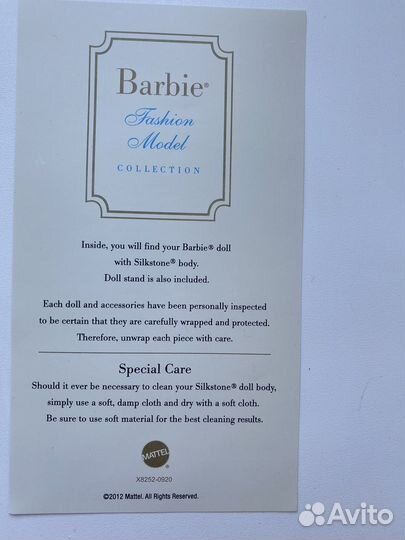 Barbie®
Fashion
Model
COLLECTION
Inside, you will find your Barbie® doll
with Silkstone® body.
Doll stand is also included.
Each doll and accessories have been personally inspected
to be certain that they are carefully wrapped and protected.
Therefore, unwrap each piece with care.
Special Care
Should it ever be necessary to clean your Silkstone® doll body,
simply use a soft, damp cloth and dry with a soft cloth.
Be sure to use soft material for the best cleaning results.
MATTEL
®
X8252-0920
©2012 Mattel. All Rights Reserved.
Avito